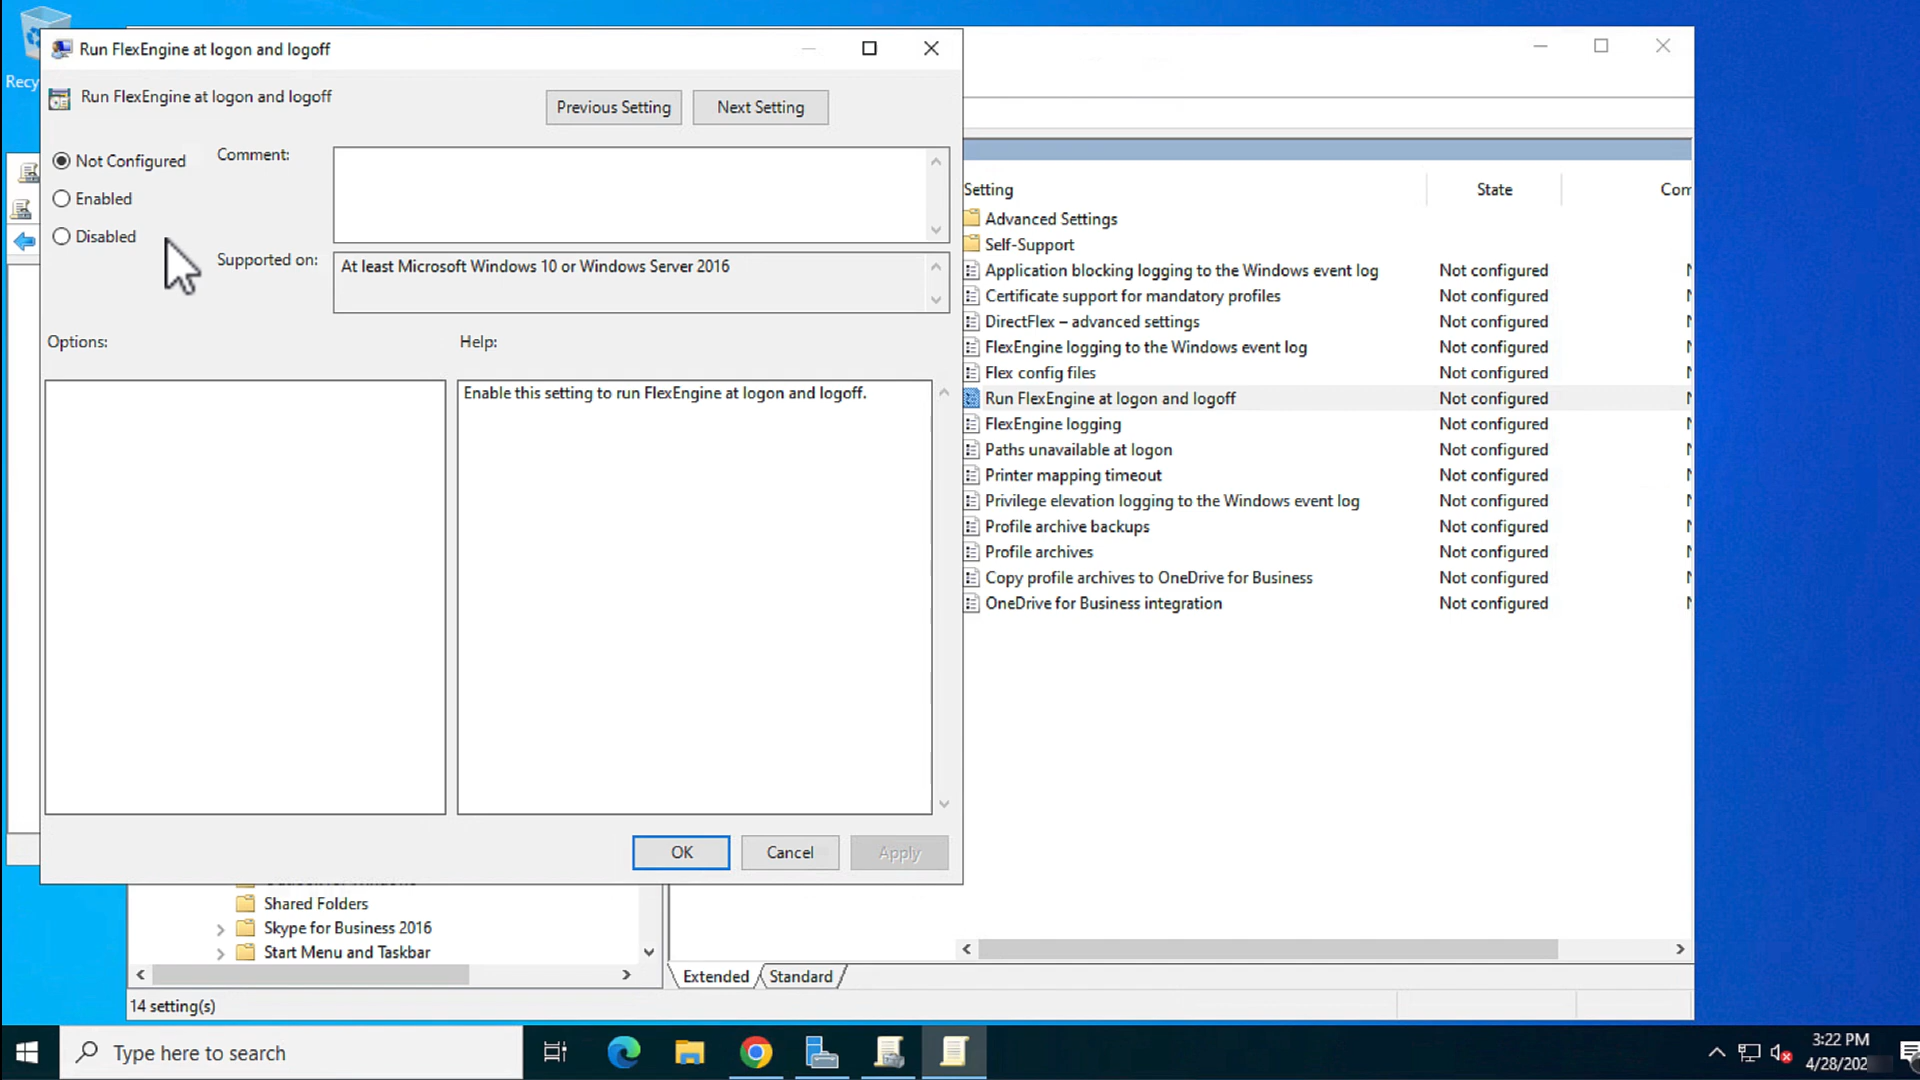 Recy
Run FlexEngine at logon and logoff
Run FlexEngine at logon and logoff
Previous Setting
Next Setting
Not Configured
Enabled
Disabled
Comment:
Supported on:
At least Microsoft Windows 10 or Windows Server 2016
Options:
Help:
Enable this setting to run FlexEngine at logon and logoff.
OK
Cancel
Apply
Setting State Com
Advanced Settings
Self-Support
Application blocking logging to the Windows event log Not configured
Certificate support for mandatory profiles Not configured
DirectFlex – advanced settings Not configured
FlexEngine logging to the Windows event log Not configured
Flex config files Not configured
Run FlexEngine at logon and logoff Not configured
FlexEngine logging Not configured
Paths unavailable at logon Not configured
Printer mapping timeout Not configured
Privilege elevation logging to the Windows event log Not configured
Profile archive backups Not configured
Profile archives Not configured
Copy profile archives to OneDrive for Business Not configured
OneDrive for Business integration Not configured
Shared Folders
Skype for Business 2016
Start Menu and Taskbar
Extended
Standard
14 setting(s)
Type here to search
3:22 PM
4/28/202